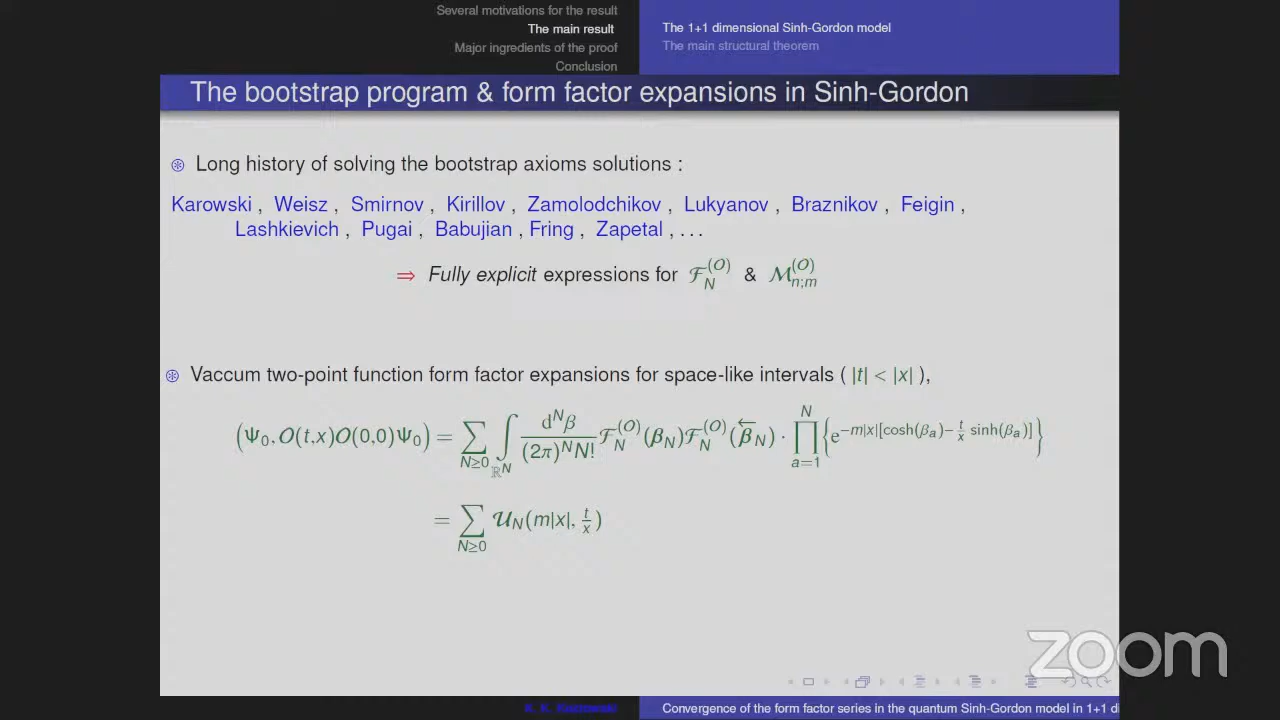 Several motivations for the result
The main result
Major ingredients of the proof
Conclusion
The 1+1 dimensional Sinh-Gordon model
The main structural theorem
The bootstrap program & form factor expansions in Sinh-Gordon
⊛ Long history of solving the bootstrap axioms solutions :
Karowski , Weisz , Smirnov , Kirillov , Zamolodchikov , Lukyanov , Braznikov , Feigin ,
Lashkievich , Pugai , Babujian , Fring , Zapetal , . . .
⇒ Fully explicit expressions for 𝓕_N^{(O)} & 𝓜_{n;m}^{(O)}
⊛ Vaccum two-point function form factor expansions for space-like intervals ( |t| < |x| ),
(Ψ_0, O(t,x)O(0,0)Ψ_0) = ∑_{N≥0} ∫_{ℝ^N} d^Nβ/((2π)^N N!) 𝓕_N^{(O)}(β_N)𝓕_N^{(O)}(\overleftarrow{β}_N) · ∏_{a=1}^{N} {e^{-m|x|[cosh(β_a)-\frac{t}{x} sinh(β_a)]}}
= ∑_{N≥0} 𝓤_N(m|x|, \frac{t}{x})
zoom
K. K. Kozlowski
Convergence of the form factor series in the quantum Sinh-Gordon model in 1+1 di